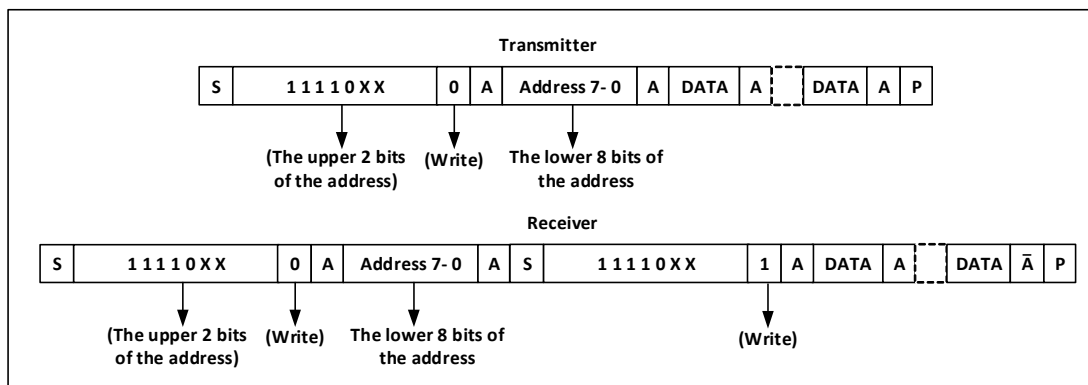 Transmitter
S 1 1 1 1 0 X X 0 A Address 7- 0 A DATA A DATA A P
(The upper 2 bits of the address)
(Write)
The lower 8 bits of the address
Receiver
S 1 1 1 1 0 X X 0 A Address 7- 0 A S 1 1 1 1 0 X X 1 A DATA A DATA Ā P
(The upper 2 bits of the address)
(Write)
The lower 8 bits of the address
(Write)